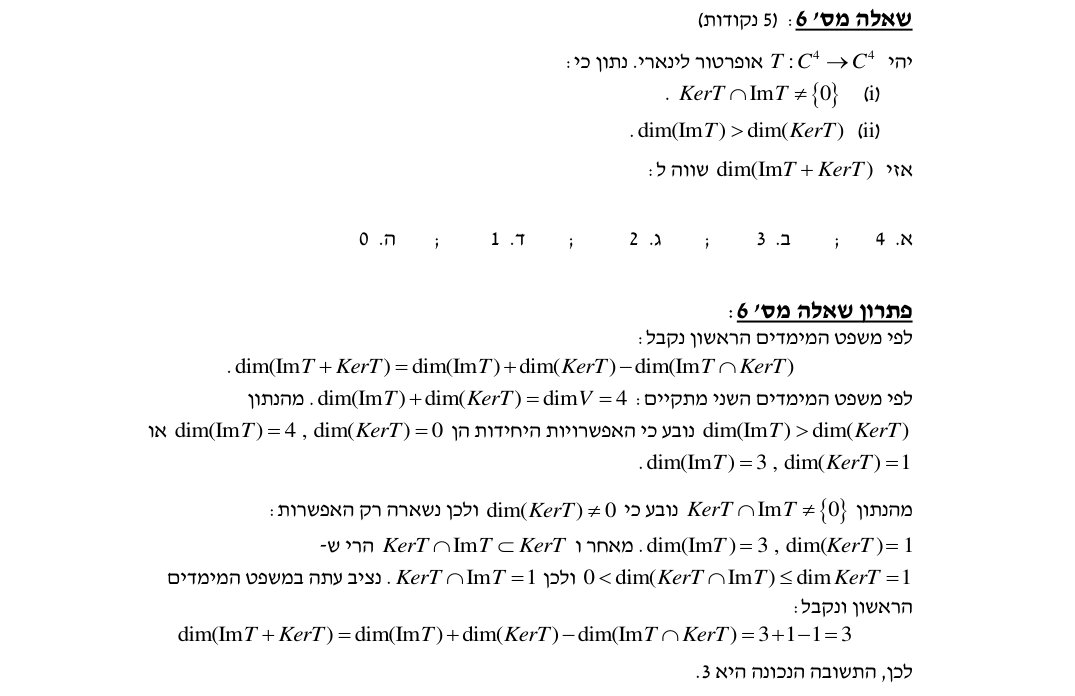 שאלה מס' 6 : (5 נקודות)
יהי T : C⁴ → C⁴ אופרטור לינארי. נתון כי :
(i) KerT ∩ ImT ≠ {0} .
(ii) dim(ImT) > dim(KerT) .
אזי dim(ImT + KerT) שווה ל :
א. 4 ; ב. 3 ; ג. 2 ; ד. 1 ; ה. 0
פתרון שאלה מס' 6 :
לפי משפט המימדים הראשון נקבל :
dim(ImT + KerT) = dim(ImT) + dim(KerT) − dim(ImT ∩ KerT) .
לפי משפט המימדים השני מתקיים : dim(ImT) + dim(KerT) = dimV = 4 . מהנתון
dim(ImT) > dim(KerT) נובע כי האפשרויות היחידות הן dim(ImT) = 4 , dim(KerT) = 0 או
dim(ImT) = 3 , dim(KerT) = 1 .
מהנתון KerT ∩ ImT ≠ {0} נובע כי dim(KerT) ≠ 0 ולכן נשארה רק האפשרות :
dim(ImT) = 3 , dim(KerT) = 1 . מאחר ו KerT ∩ ImT ⊂ KerT הרי ש-
0 < dim(KerT ∩ ImT) ≤ dim KerT = 1 ולכן KerT ∩ ImT = 1 . נציב עתה במשפט המימדים
הראשון ונקבל :
dim(ImT + KerT) = dim(ImT) + dim(KerT) − dim(ImT ∩ KerT) = 3 + 1 − 1 = 3
לכן, התשובה הנכונה היא 3.